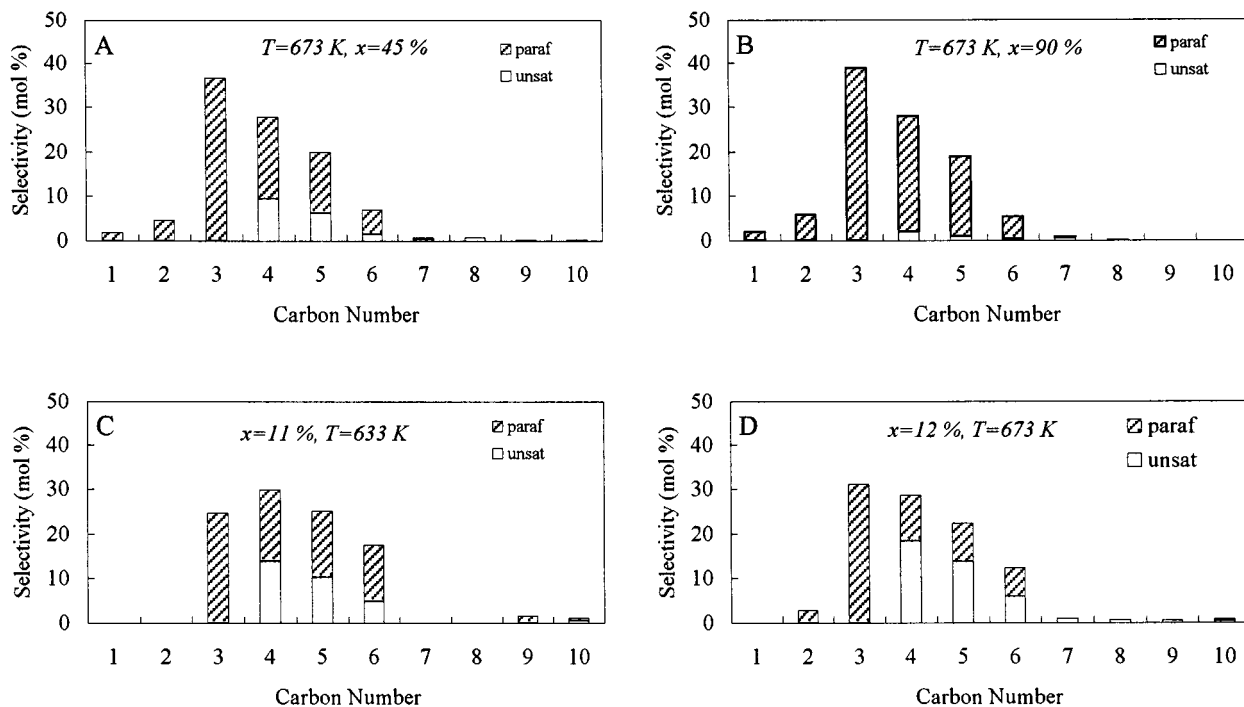 A
T=673 K, x=45 %
paraf
unsat
50
40
30
20
10
0
Selectivity (mol %)
1 2 3 4 5 6 7 8 9 10
Carbon Number
B
T=673 K, x=90 %
paraf
unsat
50
40
30
20
10
0
Selectivity (mol %)
1 2 3 4 5 6 7 8 9 10
Carbon Number
C
x=11 %, T=633 K
paraf
unsat
50
40
30
20
10
0
Selectivity (mol %)
1 2 3 4 5 6 7 8 9 10
Carbon Number
D
x=12 %, T=673 K
paraf
unsat
50
40
30
20
10
0
Selectivity (mol %)
1 2 3 4 5 6 7 8 9 10
Carbon Number